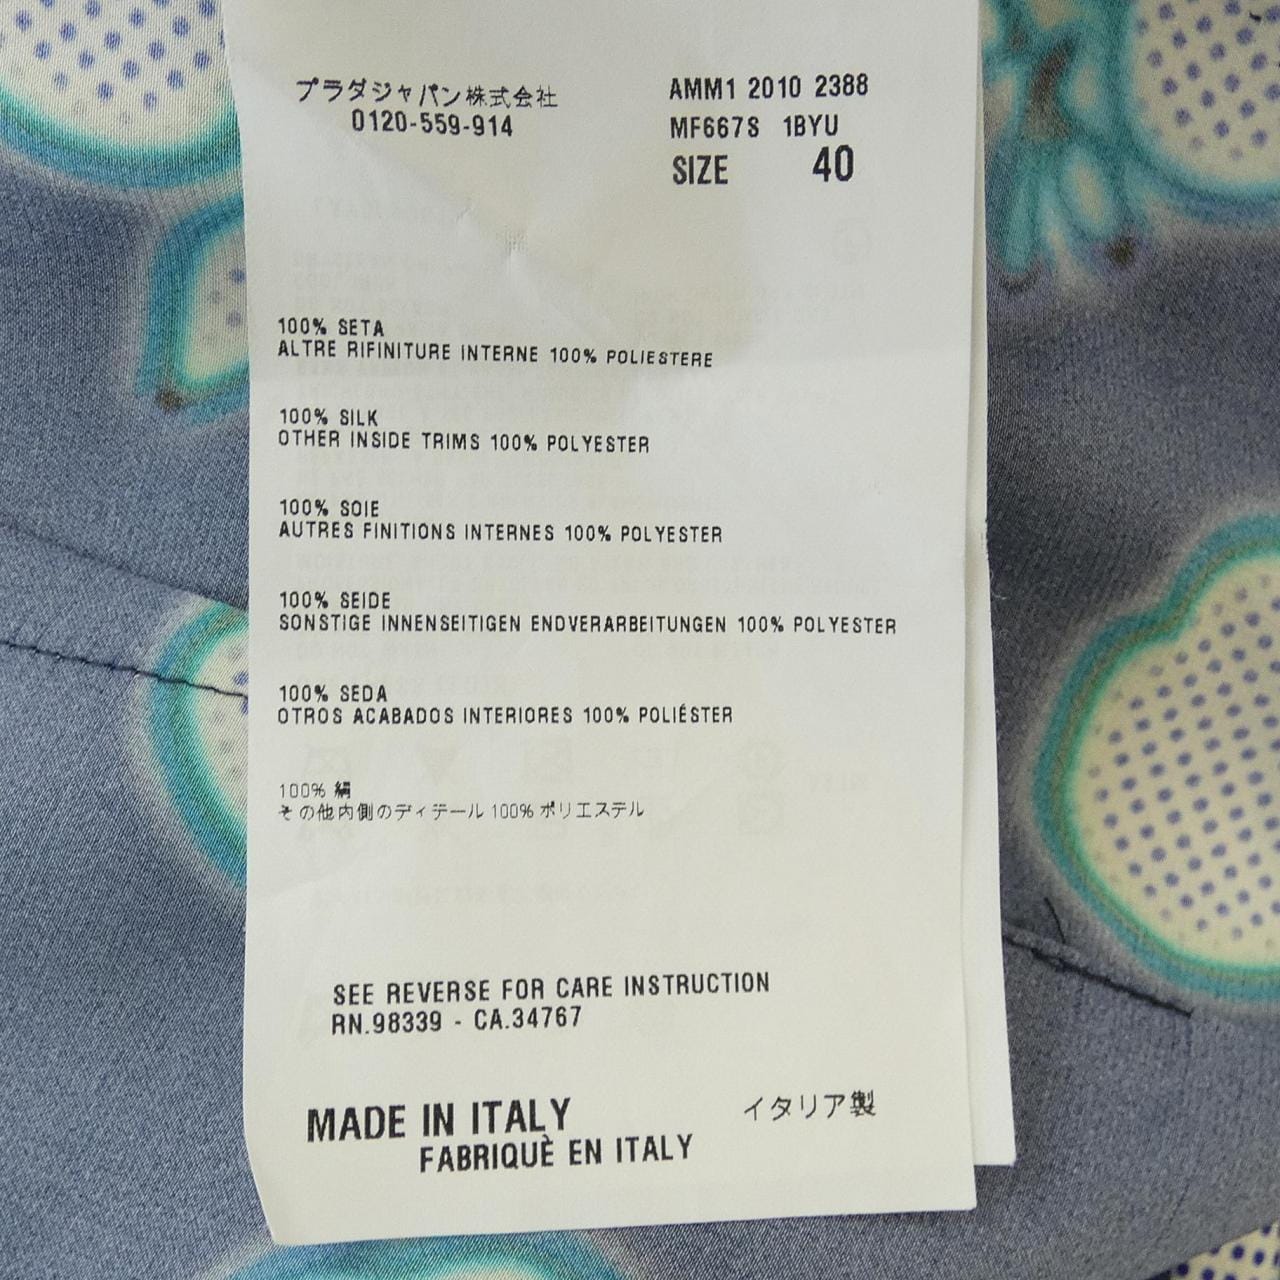 プラダジャパン株式会社
0120-559-914
AMM1 2010 2388
MF667S 1BYU
SIZE 40
100% SETA
ALTRE RIFINITURE INTERNE 100% POLIESTERE
100% SILK
OTHER INSIDE TRIMS 100% POLYESTER
100% SOIE
AUTRES FINITIONS INTERNES 100% POLYESTER
100% SEIDE
SONSTIGE INNENSEITIGEN ENDVERARBEITUNGEN 100% POLYESTER
100% SEDA
OTROS ACABADOS INTERIORES 100% POLIÉSTER
100% 絹
その他内側のディテール 100% ポリエステル
SEE REVERSE FOR CARE INSTRUCTION
RN.98339 - CA.34767
MADE IN ITALY
FABRIQUÈ EN ITALY
イタリア製